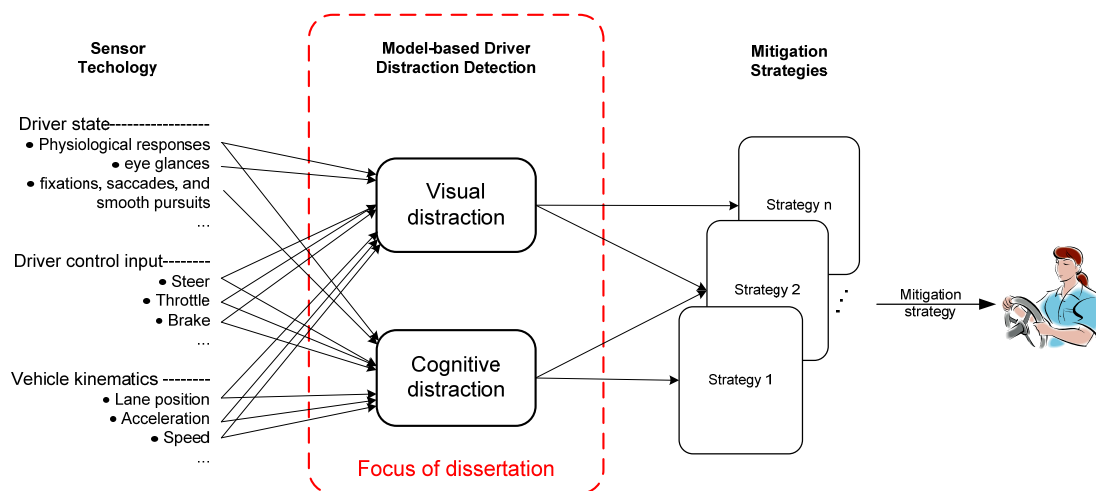 Sensor
Techology
Model-based Driver
Distraction Detection
Mitigation
Strategies
Driver state-----------------
• Physiological responses
• eye glances
• fixations, saccades, and
smooth pursuits
...
Driver control input--------
• Steer
• Throttle
• Brake
...
Vehicle kinematics --------
• Lane position
• Acceleration
• Speed
...
Visual
distraction
Cognitive
distraction
Focus of dissertation
Strategy n
Strategy 2
Strategy 1
...
Mitigation
strategy